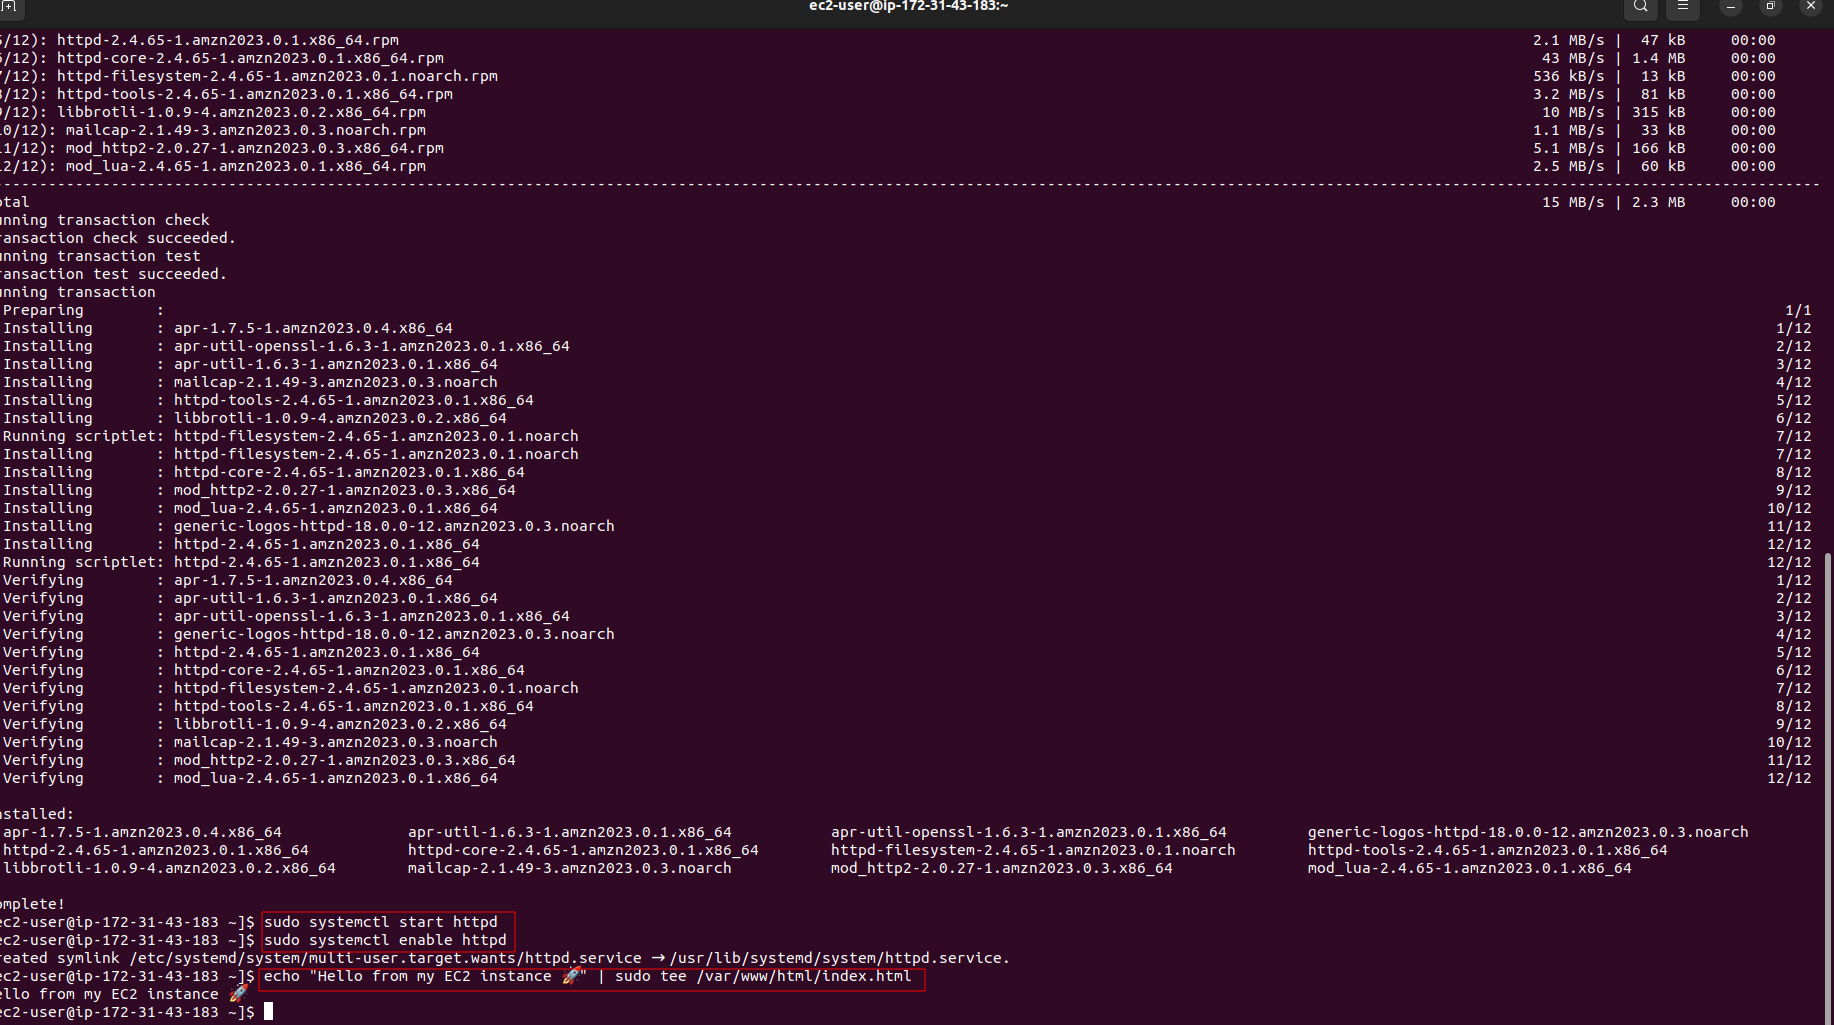 ec2-user@ip-172-31-43-183:~
5/12): httpd-2.4.65-1.amzn2023.0.1.x86_64.rpm 2.1 MB/s | 47 kB 00:00
6/12): httpd-core-2.4.65-1.amzn2023.0.1.x86_64.rpm 43 MB/s | 1.4 MB 00:00
7/12): httpd-filesystem-2.4.65-1.amzn2023.0.1.noarch.rpm 536 kB/s | 13 kB 00:00
8/12): httpd-tools-2.4.65-1.amzn2023.0.1.x86_64.rpm 3.2 MB/s | 81 kB 00:00
9/12): libbrotli-1.0.9-4.amzn2023.0.2.x86_64.rpm 10 MB/s | 315 kB 00:00
10/12): mailcap-2.1.49-3.amzn2023.0.3.noarch.rpm 1.1 MB/s | 33 kB 00:00
11/12): mod_http2-2.0.27-1.amzn2023.0.3.x86_64.rpm 5.1 MB/s | 166 kB 00:00
12/12): mod_lua-2.4.65-1.amzn2023.0.1.x86_64.rpm 2.5 MB/s | 60 kB 00:00
--------------------------------------------------------------------------------
otal 15 MB/s | 2.3 MB 00:00
unning transaction check
ransaction check succeeded.
unning transaction test
ransaction test succeeded.
unning transaction
Preparing : 1/1
Installing : apr-1.7.5-1.amzn2023.0.4.x86_64 1/12
Installing : apr-util-openssl-1.6.3-1.amzn2023.0.1.x86_64 2/12
Installing : apr-util-1.6.3-1.amzn2023.0.1.x86_64 3/12
Installing : mailcap-2.1.49-3.amzn2023.0.3.noarch 4/12
Installing : httpd-tools-2.4.65-1.amzn2023.0.1.x86_64 5/12
Installing : libbrotli-1.0.9-4.amzn2023.0.2.x86_64 6/12
Running scriptlet: httpd-filesystem-2.4.65-1.amzn2023.0.1.noarch 7/12
Installing : httpd-filesystem-2.4.65-1.amzn2023.0.1.noarch 7/12
Installing : httpd-core-2.4.65-1.amzn2023.0.1.x86_64 8/12
Installing : mod_http2-2.0.27-1.amzn2023.0.3.x86_64 9/12
Installing : mod_lua-2.4.65-1.amzn2023.0.1.x86_64 10/12
Installing : generic-logos-httpd-18.0.0-12.amzn2023.0.3.noarch 11/12
Installing : httpd-2.4.65-1.amzn2023.0.1.x86_64 12/12
Running scriptlet: httpd-2.4.65-1.amzn2023.0.1.x86_64 12/12
Verifying : apr-1.7.5-1.amzn2023.0.4.x86_64 1/12
Verifying : apr-util-1.6.3-1.amzn2023.0.1.x86_64 2/12
Verifying : apr-util-openssl-1.6.3-1.amzn2023.0.1.x86_64 3/12
Verifying : generic-logos-httpd-18.0.0-12.amzn2023.0.3.noarch 4/12
Verifying : httpd-2.4.65-1.amzn2023.0.1.x86_64 5/12
Verifying : httpd-core-2.4.65-1.amzn2023.0.1.x86_64 6/12
Verifying : httpd-filesystem-2.4.65-1.amzn2023.0.1.noarch 7/12
Verifying : httpd-tools-2.4.65-1.amzn2023.0.1.x86_64 8/12
Verifying : libbrotli-1.0.9-4.amzn2023.0.2.x86_64 9/12
Verifying : mailcap-2.1.49-3.amzn2023.0.3.noarch 10/12
Verifying : mod_http2-2.0.27-1.amzn2023.0.3.x86_64 11/12
Verifying : mod_lua-2.4.65-1.amzn2023.0.1.x86_64 12/12
nstalled:
apr-1.7.5-1.amzn2023.0.4.x86_64 apr-util-1.6.3-1.amzn2023.0.1.x86_64 apr-util-openssl-1.6.3-1.amzn2023.0.1.x86_64 generic-logos-httpd-18.0.0-12.amzn2023.0.3.noarch
httpd-2.4.65-1.amzn2023.0.1.x86_64 httpd-core-2.4.65-1.amzn2023.0.1.x86_64 httpd-filesystem-2.4.65-1.amzn2023.0.1.noarch httpd-tools-2.4.65-1.amzn2023.0.1.x86_64
libbrotli-1.0.9-4.amzn2023.0.2.x86_64 mailcap-2.1.49-3.amzn2023.0.3.noarch mod_http2-2.0.27-1.amzn2023.0.3.x86_64 mod_lua-2.4.65-1.amzn2023.0.1.x86_64
omplete!
ec2-user@ip-172-31-43-183 ~]$ sudo systemctl start httpd
ec2-user@ip-172-31-43-183 ~]$ sudo systemctl enable httpd
reated symlink /etc/systemd/system/multi-user.target.wants/httpd.service → /usr/lib/systemd/system/httpd.service.
ec2-user@ip-172-31-43-183 ~]$ echo "Hello from my EC2 instance 🚀" | sudo tee /var/www/html/index.html
ello from my EC2 instance 🚀
ec2-user@ip-172-31-43-183 ~]$